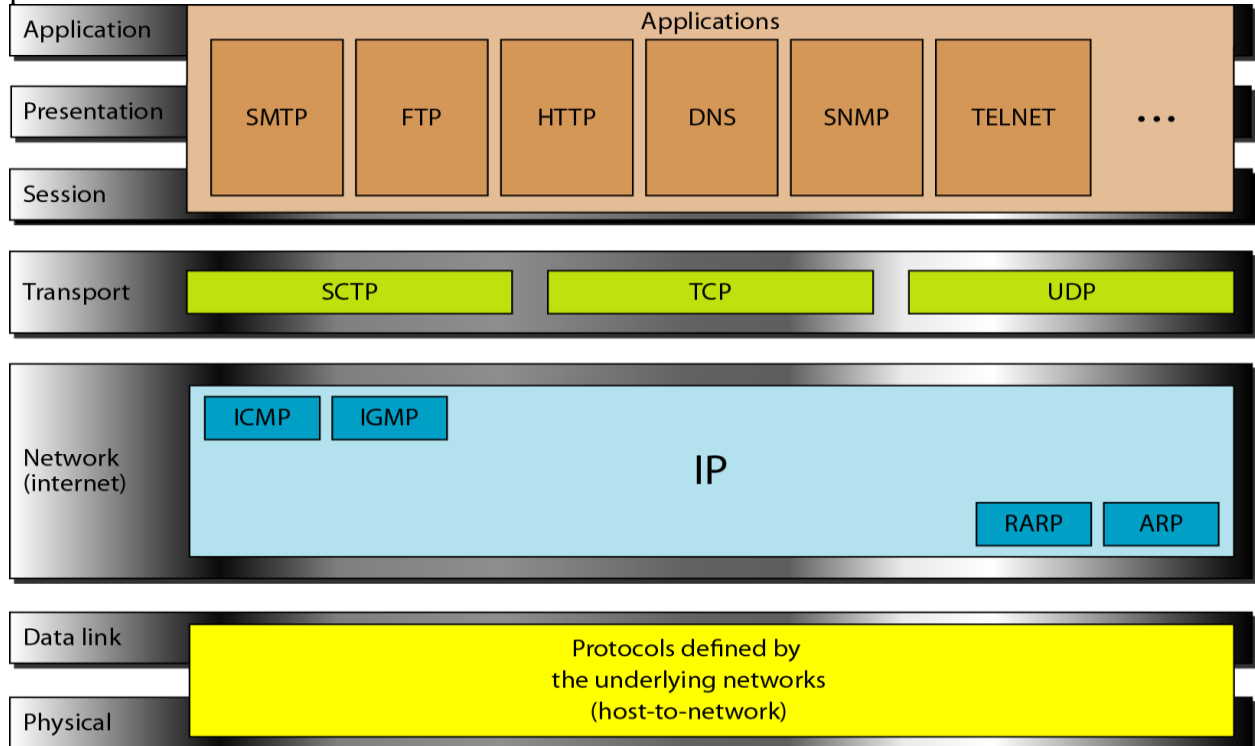 Application
Applications
Presentation
SMTP
FTP
HTTP
DNS
SNMP
TELNET
...
Session
Transport
SCTP
TCP
UDP
Network
(internet)
ICMP
IGMP
IP
RARP
ARP
Data link
Physical
Protocols defined by
the underlying networks
(host-to-network)